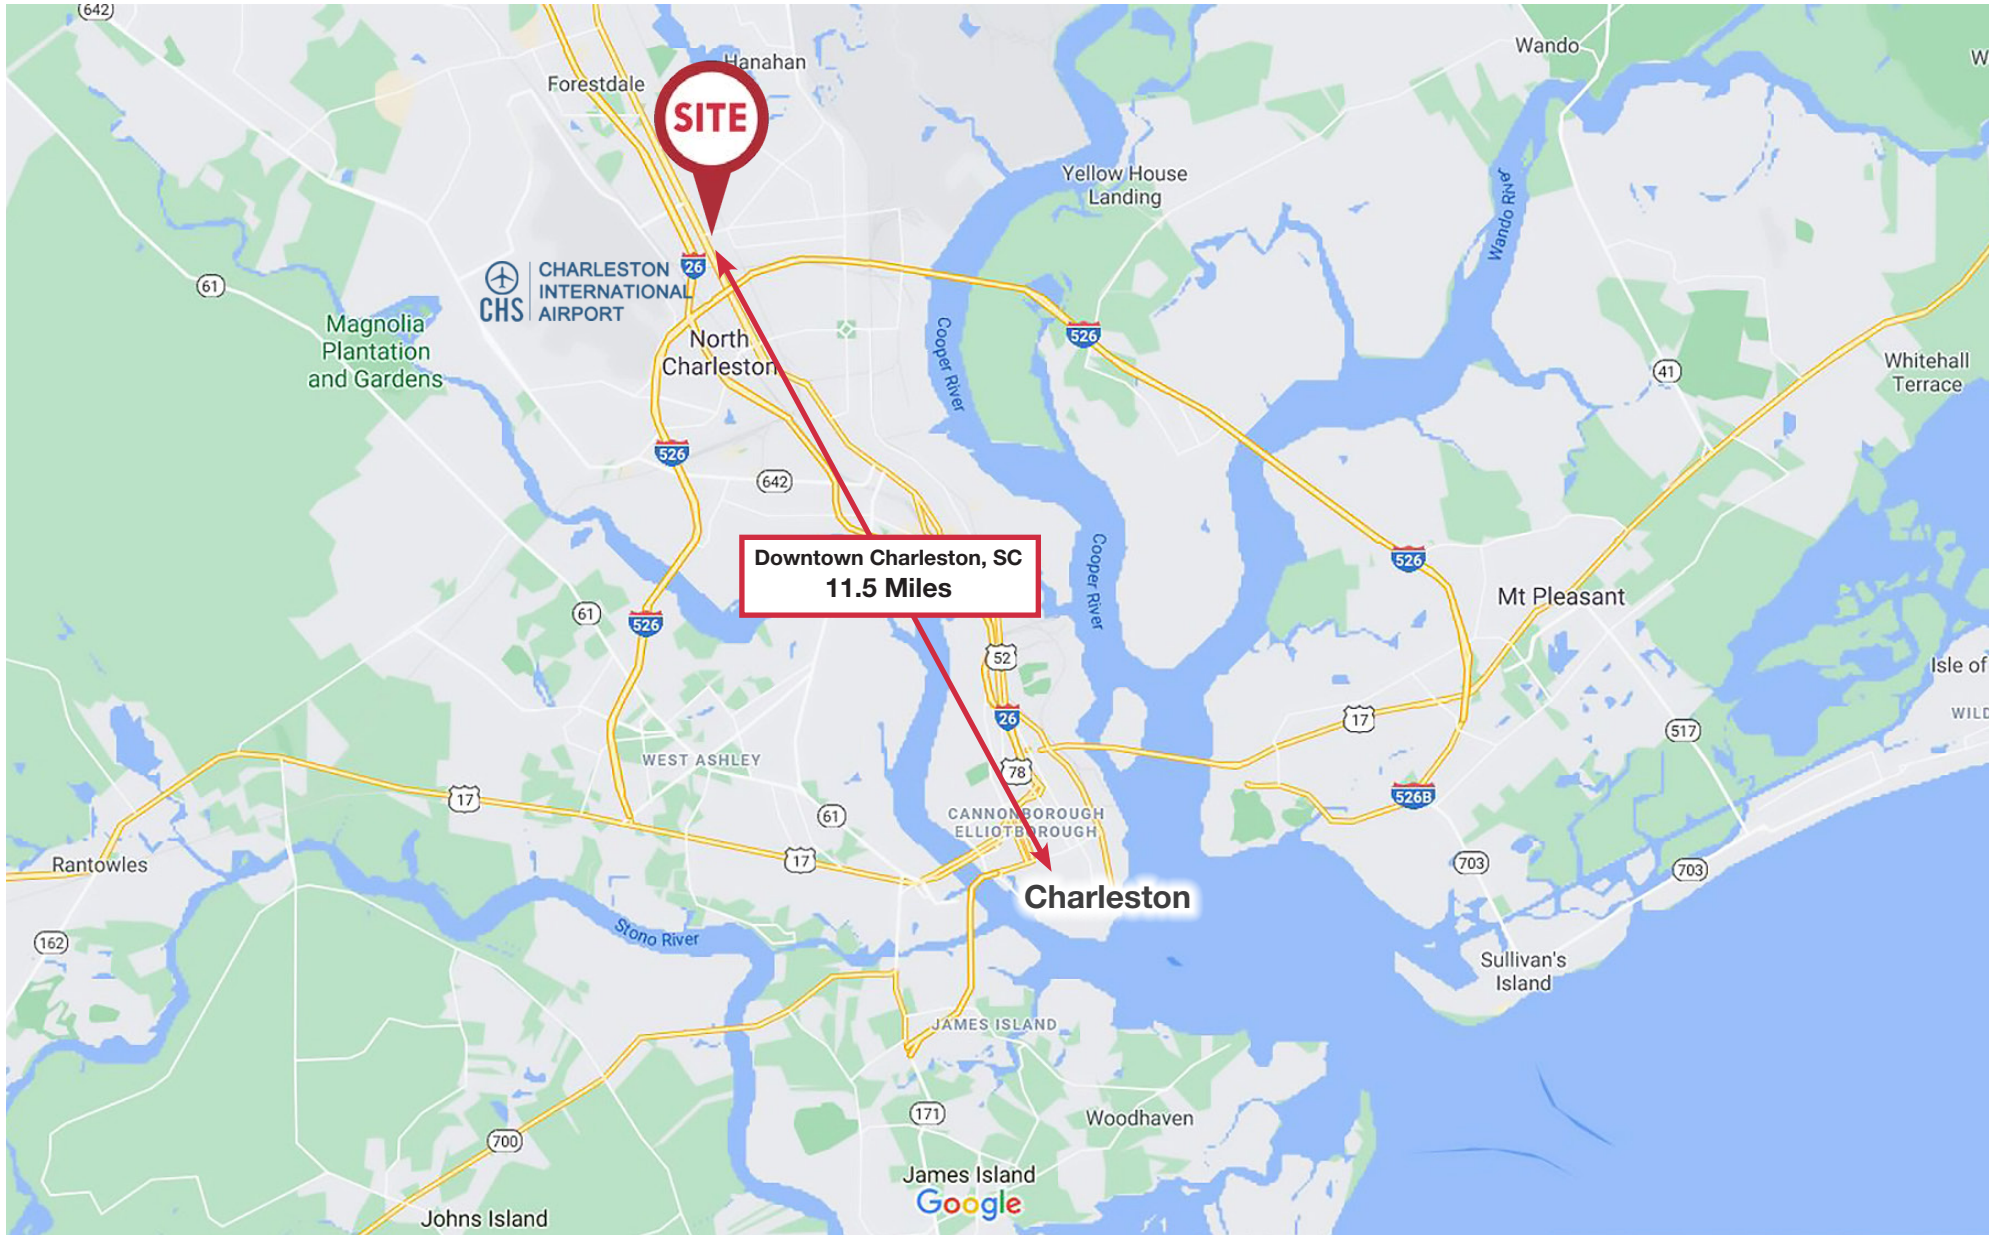 642
Hanahan
Wando
W
Forestdale
SITE
Yellow House
Landing
Wando River
61
CHS
CHARLESTON
INTERNATIONAL
AIRPORT
26
Magnolia
Plantation
and Gardens
North
Charleston
Cooper River
526
41
Whitehall
Terrace
526
642
Downtown Charleston, SC
11.5 Miles
Cooper River
526
Mt Pleasant
61
526
52
Isle of
WILD
26
17
517
WEST ASHLEY
78
17
526B
61
CANNONBOROUGH
ELLIOTBOROUGH
17
Rantowles
703
703
Charleston
162
Stono River
Sullivan's
Island
JAMES ISLAND
171
Woodhaven
700
James Island
Google
Johns Island